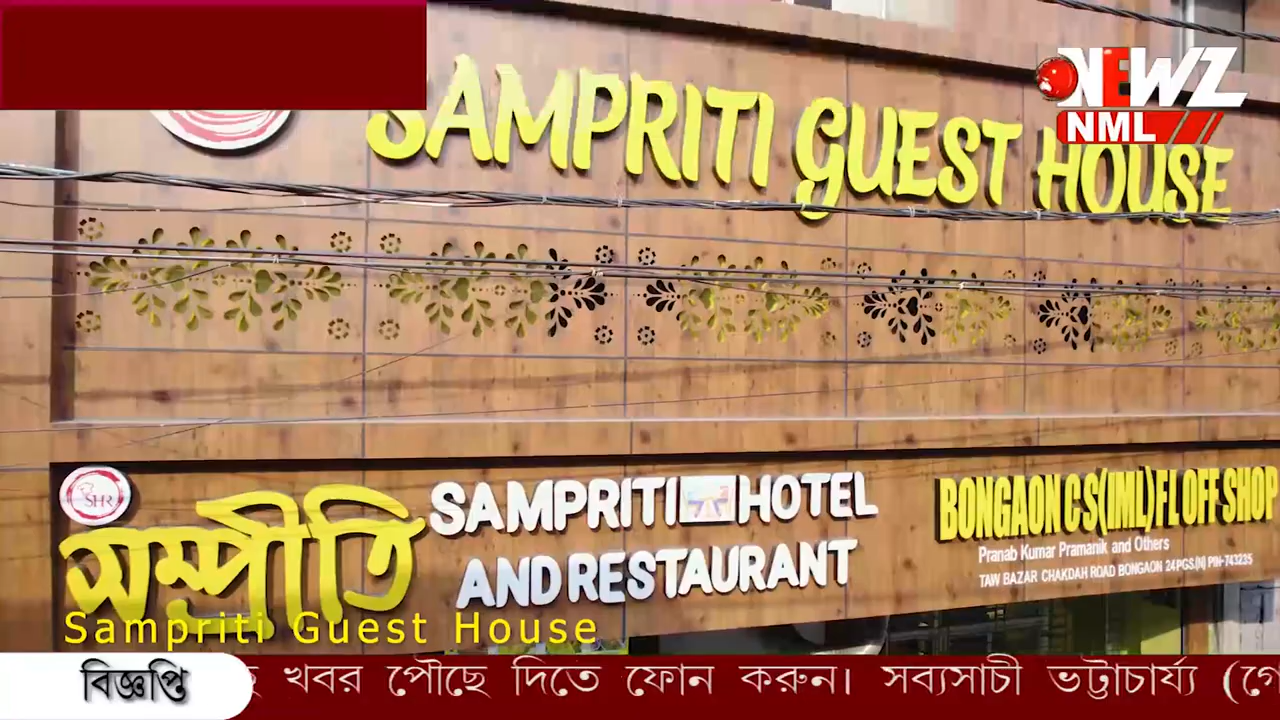 NEWZ
NML
SAMPRITI GUEST HOUSE
SHR
সম্প্রীতি
SAMPRITI HOTEL
AND RESTAURANT
BONGAON C S(IML)FL OFF SHOP
Pranab Kumar Pramanik and Others
TAW BAZAR CHAKDAH ROAD BONGAON 24PGS.(N) PIN-743235
Sampriti Guest House
বিজ্ঞপ্তি
খবর পৌছে দিতে ফোন করুন। সব্যসাচী ভট্টাচার্য্য (গো